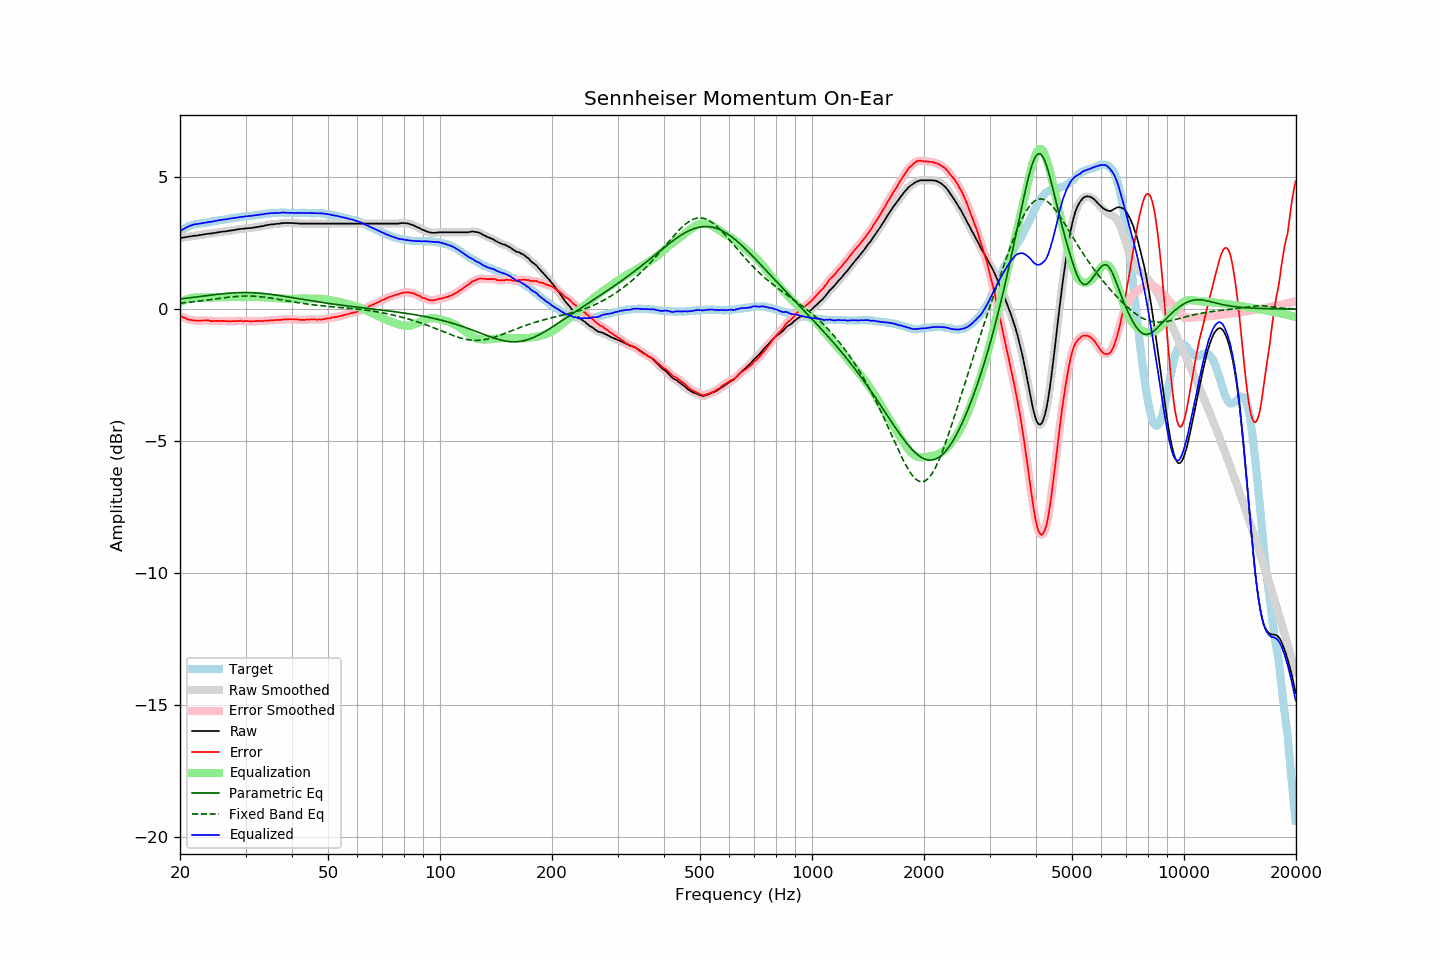 Sennheiser Momentum On-Ear
Amplitude (dBr)
5
0
−5
−10
−15
−20
Target
Raw Smoothed
Error Smoothed
Raw
Error
Equalization
Parametric Eq
Fixed Band Eq
Equalized
20 50 100 200 500 1000 2000 5000 10000 20000
Frequency (Hz)